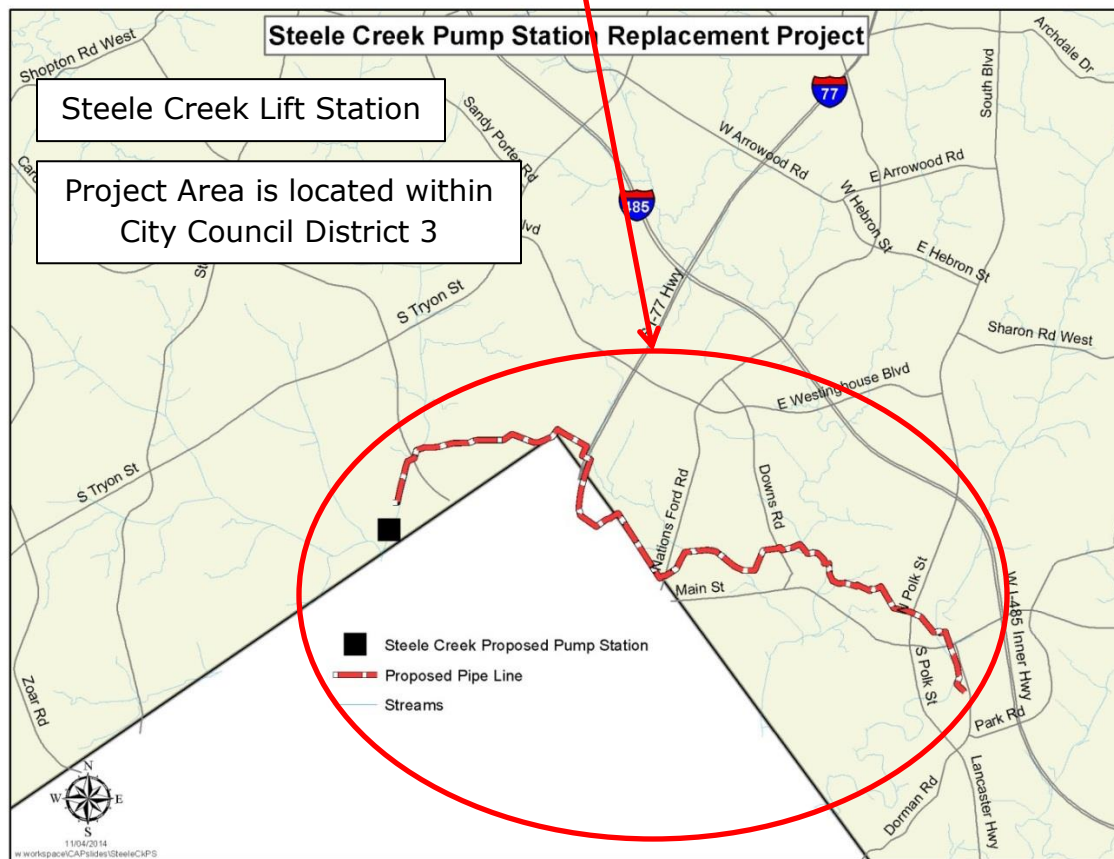 Steele Creek Pump Station Replacement Project
Archdale Dr
Shopton Rd West
South Blvd
77
Steele Creek Lift Station
Sandy Porter Rd
W Arrowood Rd
E Arrowood Rd
Project Area is located within
City Council District 3
485
W Hebron St
E Hebron St
I-77 Hwy
S Tryon St
Sharon Rd West
E Westinghouse Blvd
S Tryon St
Nations Ford Rd
Downs Rd
N Polk St
Main St
W I-485 Inner Hwy
Steele Creek Proposed Pump Station
S Polk St
Proposed Pipe Line
Streams
Zoar Rd
Park Rd
Lancaster Hwy
Dorman Rd
N
W
E
S
11/04/2014
w.workspace\CAPslides\SteeleCkPS